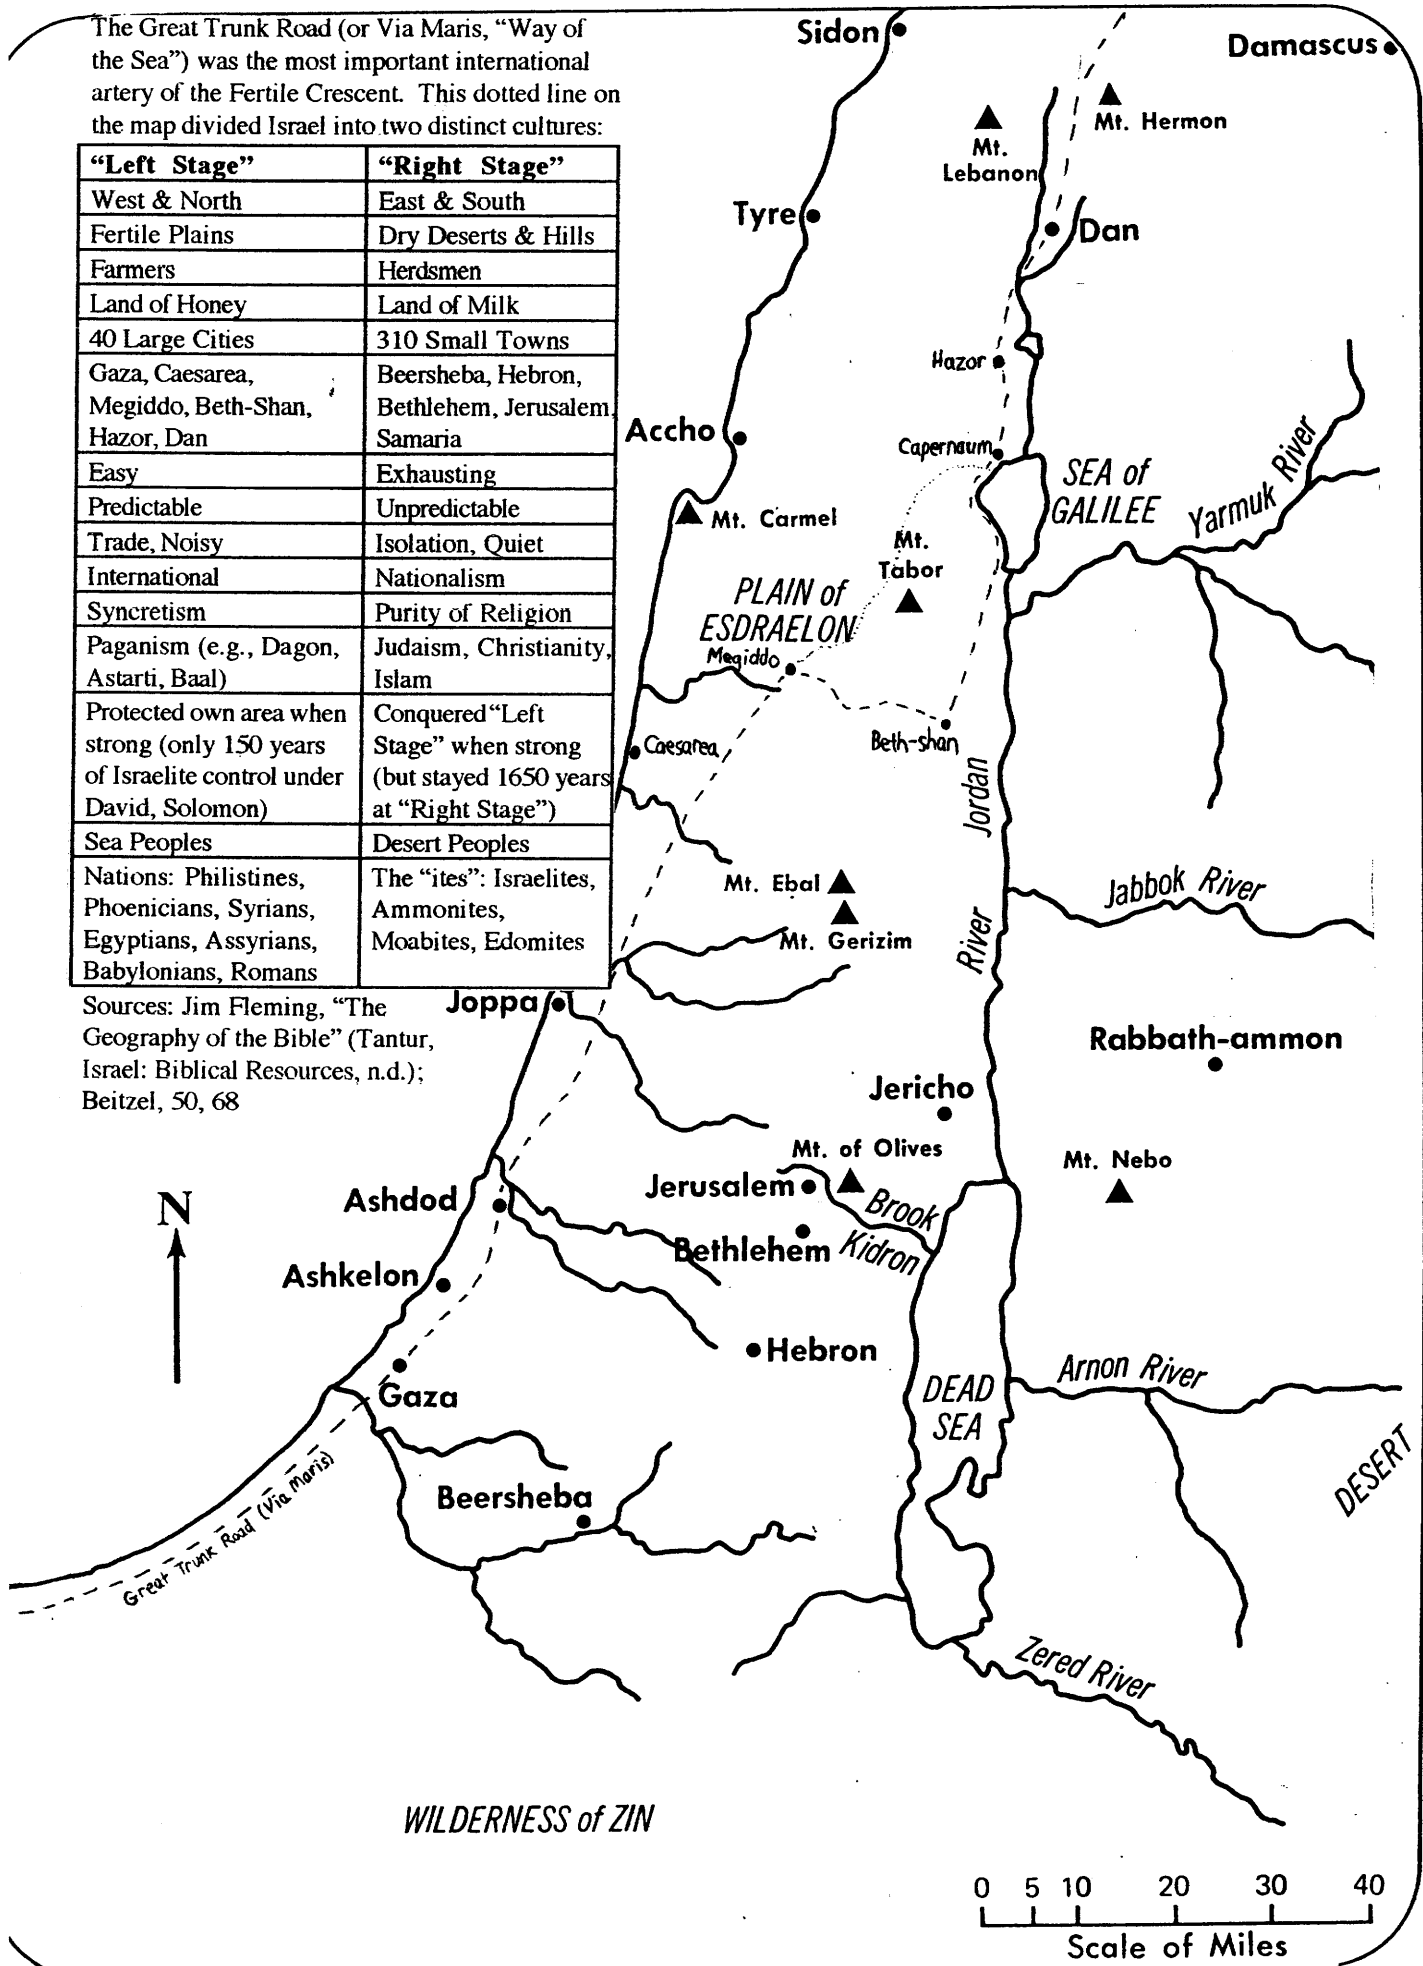 The Great Trunk Road (or Via Maris, “Way of
the Sea”) was the most important international
artery of the Fertile Crescent. This dotted line on
the map divided Israel into two distinct cultures:
“Left Stage” “Right Stage”
West & North East & South
Fertile Plains Dry Deserts & Hills
Farmers Herdsmen
Land of Honey Land of Milk
40 Large Cities 310 Small Towns
Gaza, Caesarea, Beersheba, Hebron,
Megiddo, Beth-Shan, Bethlehem, Jerusalem,
Hazor, Dan Samaria
Easy Exhausting
Predictable Unpredictable
Trade, Noisy Isolation, Quiet
International Nationalism
Syncretism Purity of Religion
Paganism (e.g., Dagon, Judaism, Christianity,
Astarti, Baal) Islam
Protected own area when Conquered “Left
strong (only 150 years Stage” when strong
of Israelite control under (but stayed 1650 years
David, Solomon) at “Right Stage”)
Sea Peoples Desert Peoples
Nations: Philistines, The “ites”: Israelites,
Phoenicians, Syrians, Ammonites,
Egyptians, Assyrians, Moabites, Edomites
Babylonians, Romans
Sources: Jim Fleming, “The
Geography of the Bible” (Tantur,
Israel: Biblical Resources, n.d.);
Beitzel, 50, 68
Sidon
Damascus
Mt. Hermon
Mt.
Lebanon
Tyre
Dan
Hazor
Accho
Capernaum
SEA of
GALILEE
Yarmuk River
Mt. Carmel
Mt.
Tabor
PLAIN of
ESDRAELON
Megiddo
Caesarea
Beth-shan
Jordan
River
Mt. Ebal
Mt. Gerizim
Jabbok River
Joppa
Rabbath-ammon
Jericho
Mt. of Olives
Mt. Nebo
N
Ashdod
Jerusalem
Brook
Kidron
Bethlehem
Ashkelon
Hebron
Gaza
DEAD
SEA
Arnon River
DESERT
Great Trunk Road (Via Maris)
Beersheba
Zered River
WILDERNESS of ZIN
0 5 10 20 30 40
Scale of Miles